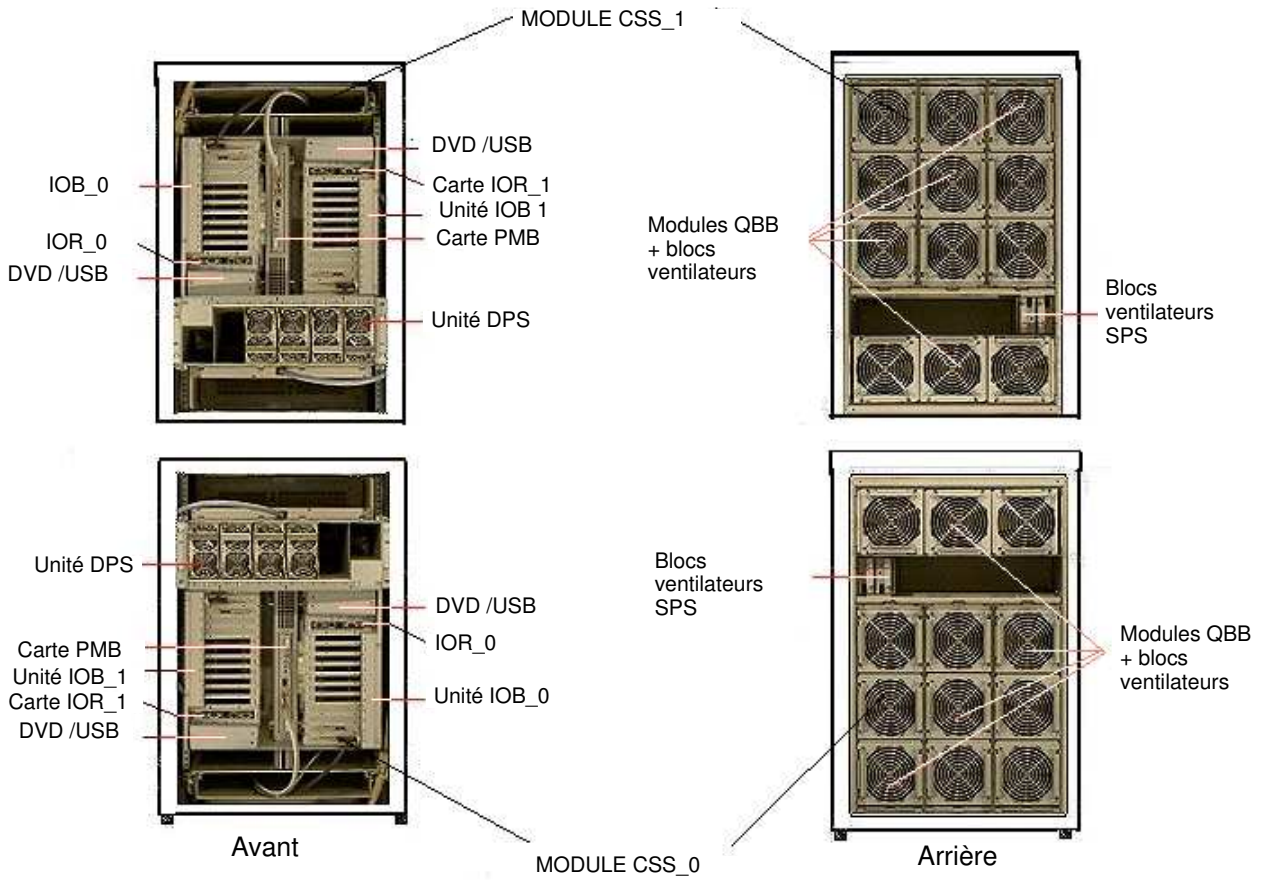 MODULE CSS_1
DVD /USB
IOB_0
Carte IOR_1
Unité IOB 1
IOR_0
Carte PMB
DVD /USB
Unité DPS
Modules QBB
+ blocs
ventilateurs
Blocs
ventilateurs
SPS
Unité DPS
DVD /USB
Carte PMB
IOR_0
Unité IOB_1
Carte IOR_1
Unité IOB_0
DVD /USB
Blocs
ventilateurs
SPS
Modules QBB
+ blocs
ventilateurs
Avant
MODULE CSS_0
Arrière